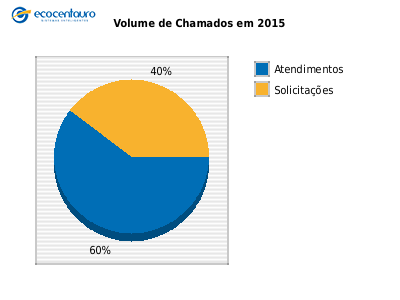 ecocentauro
Volume de Chamados em 2015
40%
60%
Atendimentos
Solicitações